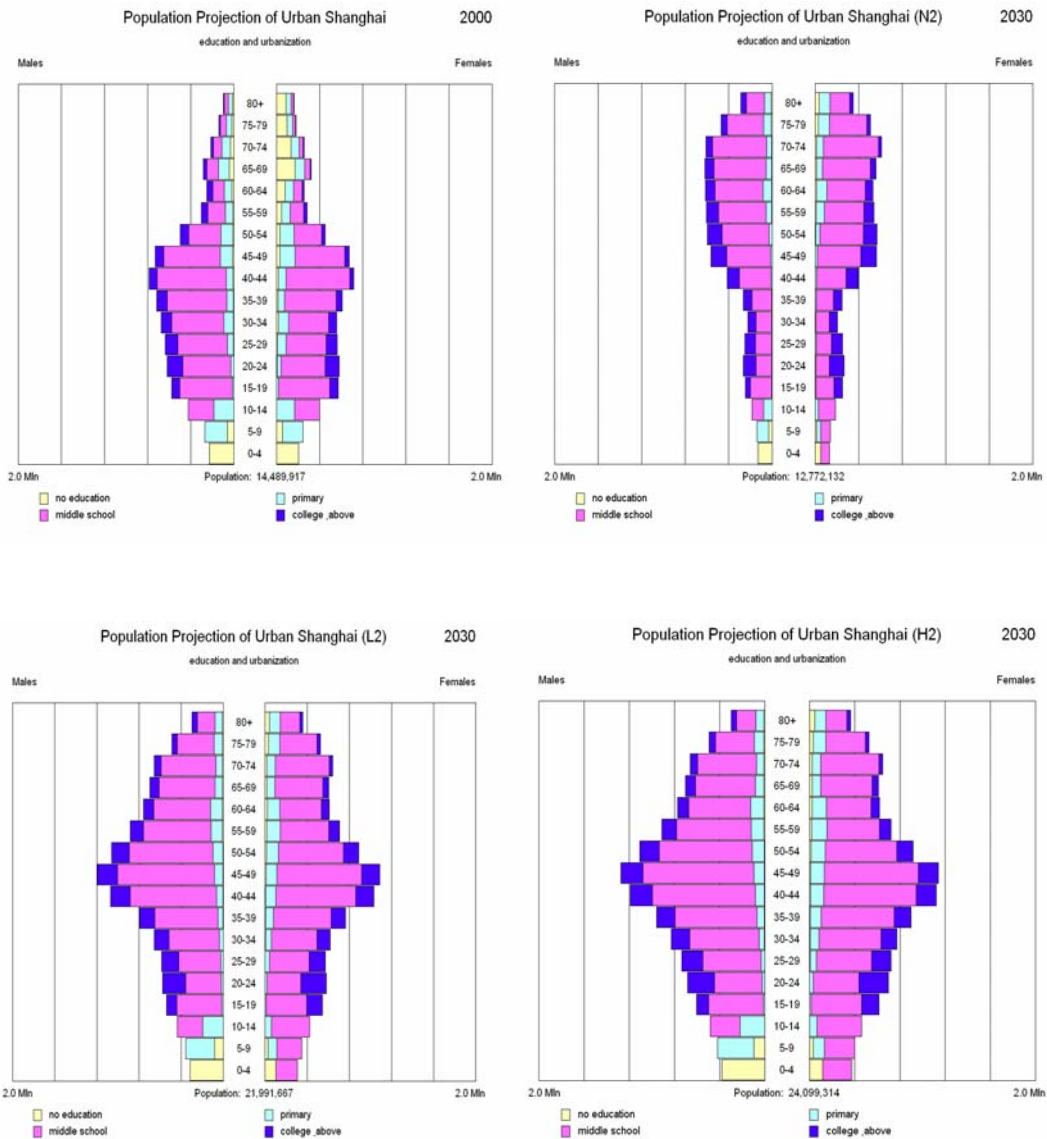 Population Projection of Urban Shanghai 2000
education and urbanization
Males Females
80+
75-79
70-74
65-69
60-64
55-59
50-54
45-49
40-44
35-39
30-34
25-29
20-24
15-19
10-14
5-9
0-4
2.0 Mln Population: 14,489,917 2.0 Mln
no education primary
middle school college ,above
Population Projection of Urban Shanghai (N2) 2030
education and urbanization
Males Females
80+
75-79
70-74
65-69
60-64
55-59
50-54
45-49
40-44
35-39
30-34
25-29
20-24
15-19
10-14
5-9
0-4
2.0 Mln Population: 12,772,132 2.0 Mln
no education primary
middle school college ,above
Population Projection of Urban Shanghai (L2) 2030
education and urbanization
Males Females
80+
75-79
70-74
65-69
60-64
55-59
50-54
45-49
40-44
35-39
30-34
25-29
20-24
15-19
10-14
5-9
0-4
2.0 Mln Population: 21,991,667 2.0 Mln
no education primary
middle school college ,above
Population Projection of Urban Shanghai (H2) 2030
education and urbanization
Males Females
80+
75-79
70-74
65-69
60-64
55-59
50-54
45-49
40-44
35-39
30-34
25-29
20-24
15-19
10-14
5-9
0-4
2.0 Mln Population: 24,099,314 2.0 Mln
no education primary
middle school college ,above